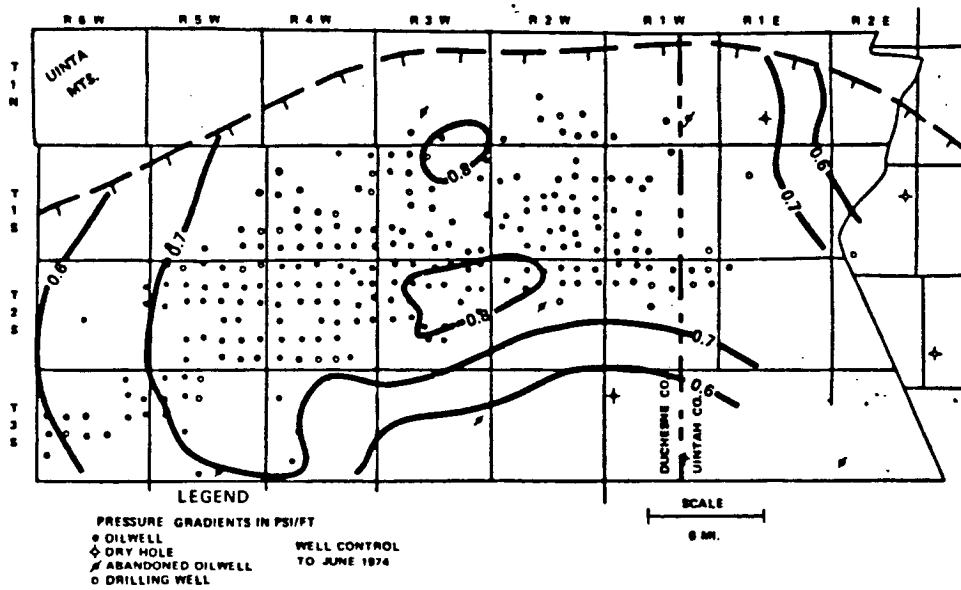 R 6 W R 5 W R 4 W R 3 W R 2 W R 1 W R 1 E R 2 E
T 1 N
UINTA MTS.
0.8
0.6
0.7
T 1 S
0.7
0.6
T 2 S
0.8
0.7
0.6
T 3 S
DUCHESNE CO.
UINTAH CO.
LEGEND
PRESSURE GRADIENTS IN PSI/FT
OILWELL
DRY HOLE
ABANDONED OILWELL
DRILLING WELL
WELL CONTROL
TO JUNE 1974
SCALE
6 MI.